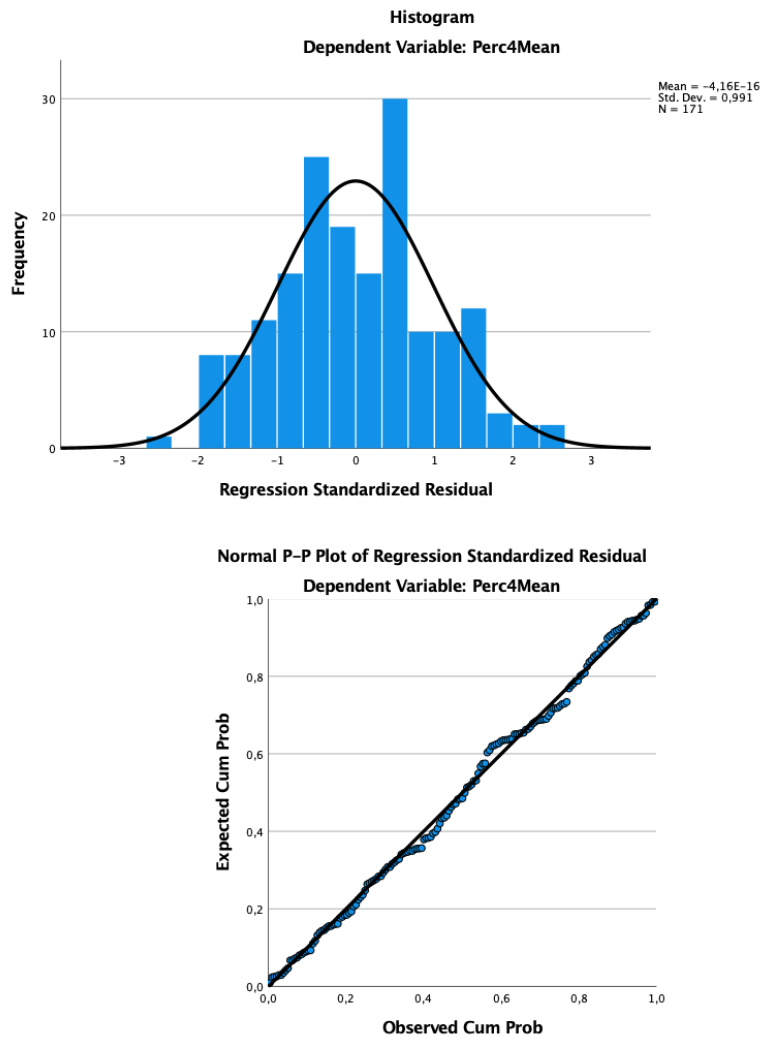 Histogram
Dependent Variable: Perc4Mean
Mean = -4,16E-16
Std. Dev. = 0,991
N = 171
30
20
10
0
Frequency
-3 -2 -1 0 1 2 3
Regression Standardized Residual
Normal P-P Plot of Regression Standardized Residual
Dependent Variable: Perc4Mean
1,0
0,8
0,6
0,4
0,2
0,0
Expected Cum Prob
0,0 0,2 0,4 0,6 0,8 1,0
Observed Cum Prob